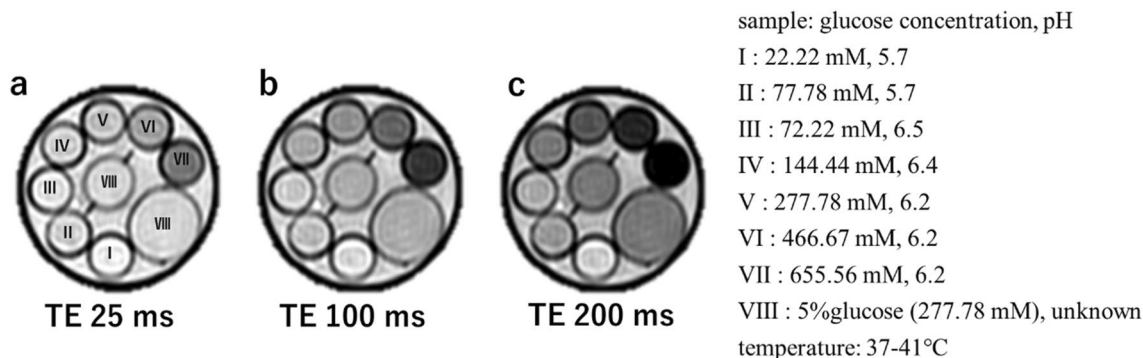 a
b
c
V
VI
IV
VII
III
VIII
VIII
II
I
TE 25 ms
TE 100 ms
TE 200 ms
sample: glucose concentration, pH
I : 22.22 mM, 5.7
II : 77.78 mM, 5.7
III : 72.22 mM, 6.5
IV : 144.44 mM, 6.4
V : 277.78 mM, 6.2
VI : 466.67 mM, 6.2
VII : 655.56 mM, 6.2
VIII : 5%glucose (277.78 mM), unknown
temperature: 37-41°C